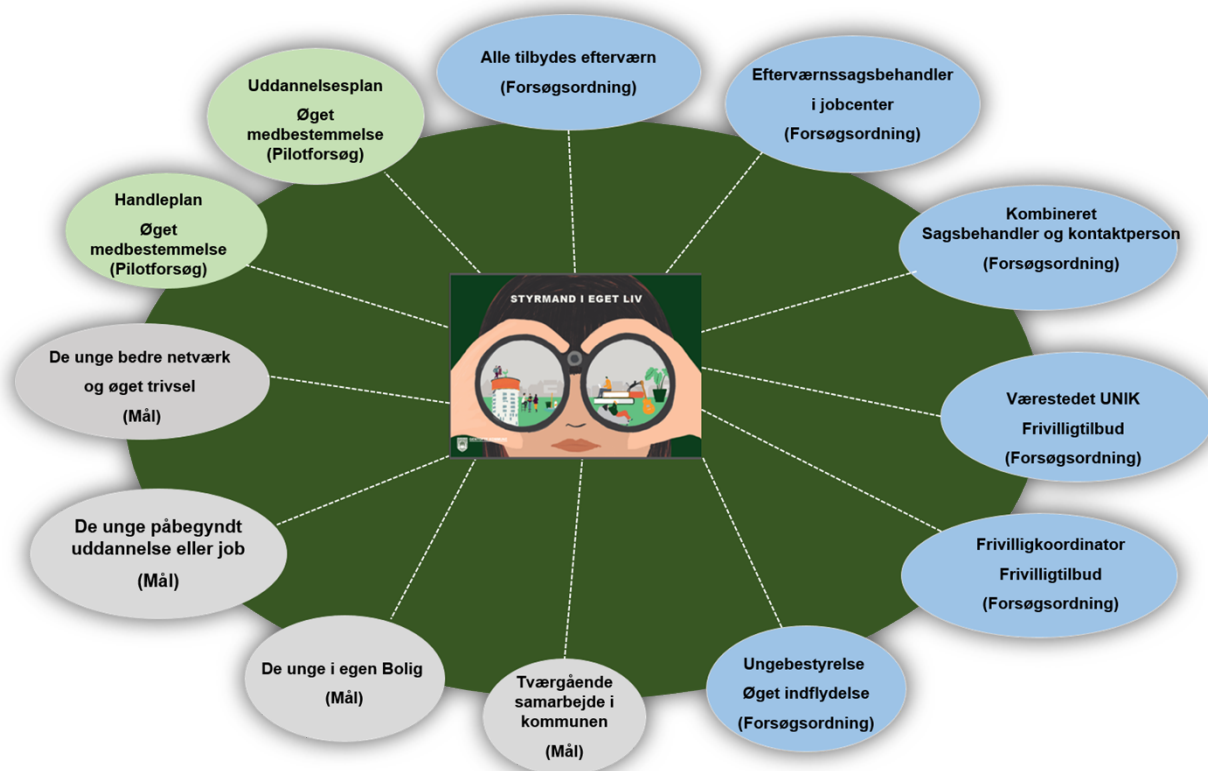 Alle tilbydes efterværn
(Forsøgsordning)
Efterværnssagsbehandler
i jobcenter
(Forsøgsordning)
Kombineret
Sagsbehandler og kontaktperson
(Forsøgsordning)
Værestedet UNIK
Frivilligtilbud
(Forsøgsordning)
Frivilligkoordinator
Frivilligtilbud
(Forsøgsordning)
Ungebestyrelse
Øget indflydelse
(Forsøgsordning)
Tværgående
samarbejde i
kommunen
(Mål)
De unge i egen Bolig
(Mål)
De unge påbegyndt
uddannelse eller job
(Mål)
De unge bedre netværk
og øget trivsel
(Mål)
Handleplan
Øget
medbestemmelse
(Pilotforsøg)
Uddannelsesplan
Øget
medbestemmelse
(Pilotforsøg)
STYRMAND I EGET LIV